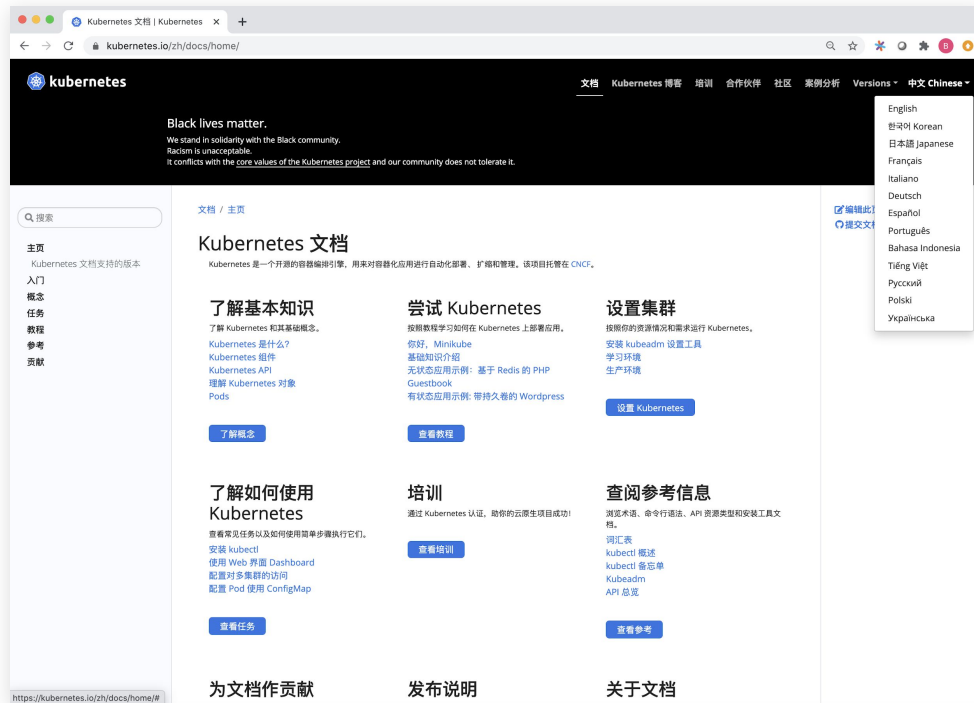 Kubernetes 文档 | Kubernetes
kubernetes.io/zh/docs/home/
B
kubernetes
文档 Kubernetes 博客 培训 合作伙伴 社区 案例分析 Versions 中文 Chinese
English
한국어 Korean
日本語 Japanese
Français
Italiano
Deutsch
Español
Português
Bahasa Indonesia
Tiếng Việt
Русский
Polski
Українська
Black lives matter.
We stand in solidarity with the Black community.
Racism is unacceptable.
It conflicts with the core values of the Kubernetes project and our community does not tolerate it.
搜索
主页
Kubernetes 文档支持的版本
入门
概念
任务
教程
参考
贡献
文档 / 主页
编辑此
提交文
Kubernetes 文档
Kubernetes 是一个开源的容器编排引擎，用来对容器化应用进行自动化部署、 扩缩和管理。该项目托管在 CNCF。
了解基本知识
了解 Kubernetes 和其基础概念。
Kubernetes 是什么?
Kubernetes 组件
Kubernetes API
理解 Kubernetes 对象
Pods
了解概念
尝试 Kubernetes
按照教程学习如何在 Kubernetes 上部署应用。
你好，Minikube
基础知识介绍
无状态应用示例：基于 Redis 的 PHP
Guestbook
有状态应用示例: 带持久卷的 Wordpress
查看教程
设置集群
按照你的资源情况和需求运行 Kubernetes。
安装 kubeadm 设置工具
学习环境
生产环境
设置 Kubernetes
了解如何使用
Kubernetes
查看常见任务以及如何使用简单步骤执行它们。
安装 kubectl
使用 Web 界面 Dashboard
配置对多集群的访问
配置 Pod 使用 ConfigMap
查看任务
培训
通过 Kubernetes 认证，助你的云原生项目成功！
查看培训
查阅参考信息
浏览术语、命令行语法、API 资源类型和安装工具文
档。
词汇表
kubectl 概述
kubectl 备忘单
Kubeadm
API 总览
查看参考
为文档作贡献
发布说明
关于文档
https://kubernetes.io/zh/docs/home/#